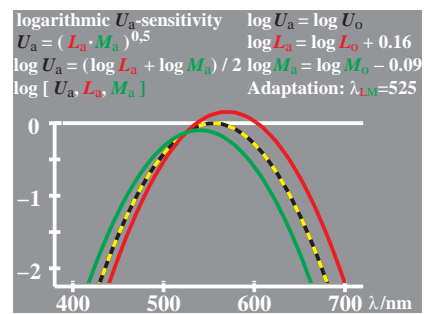 logarithmic Uₐ-sensitivity log Uₐ = log Uₒ
Uₐ = ( Lₐ·Mₐ )^0,5 log Lₐ = log Lₒ + 0.16
log Uₐ = (log Lₐ + log Mₐ) / 2 log Mₐ = log Mₒ − 0.09
log [ Uₐ, Lₐ, Mₐ ] Adaptation: λLM=525
0
−1
−2
400 500 600 700 λ/nm